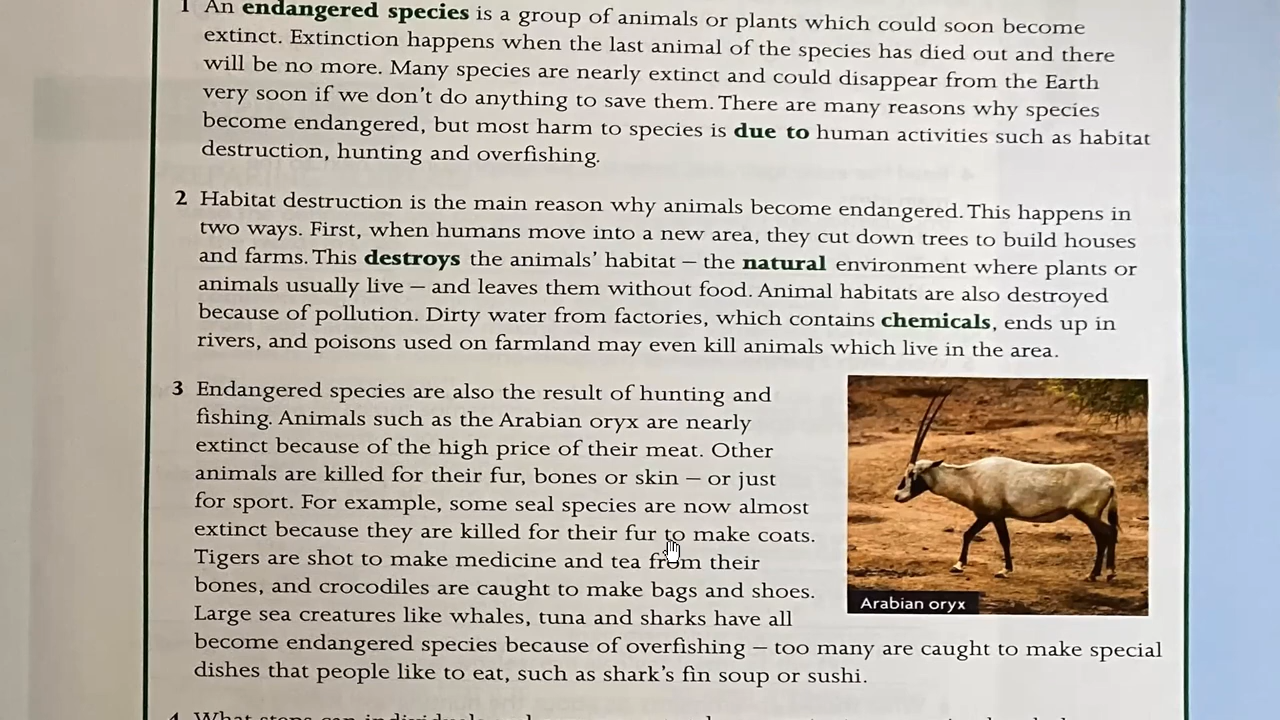 1 An endangered species is a group of animals or plants which could soon become
extinct. Extinction happens when the last animal of the species has died out and there
will be no more. Many species are nearly extinct and could disappear from the Earth
very soon if we don't do anything to save them. There are many reasons why species
become endangered, but most harm to species is due to human activities such as habitat
destruction, hunting and overfishing.
2 Habitat destruction is the main reason why animals become endangered. This happens in
two ways. First, when humans move into a new area, they cut down trees to build houses
and farms. This destroys the animals' habitat – the natural environment where plants or
animals usually live – and leaves them without food. Animal habitats are also destroyed
because of pollution. Dirty water from factories, which contains chemicals, ends up in
rivers, and poisons used on farmland may even kill animals which live in the area.
3 Endangered species are also the result of hunting and
fishing. Animals such as the Arabian oryx are nearly
extinct because of the high price of their meat. Other
animals are killed for their fur, bones or skin – or just
for sport. For example, some seal species are now almost
extinct because they are killed for their fur to make coats.
Tigers are shot to make medicine and tea from their
bones, and crocodiles are caught to make bags and shoes.
Large sea creatures like whales, tuna and sharks have all
become endangered species because of overfishing – too many are caught to make special
dishes that people like to eat, such as shark's fin soup or sushi.
Arabian oryx
4 What steps can